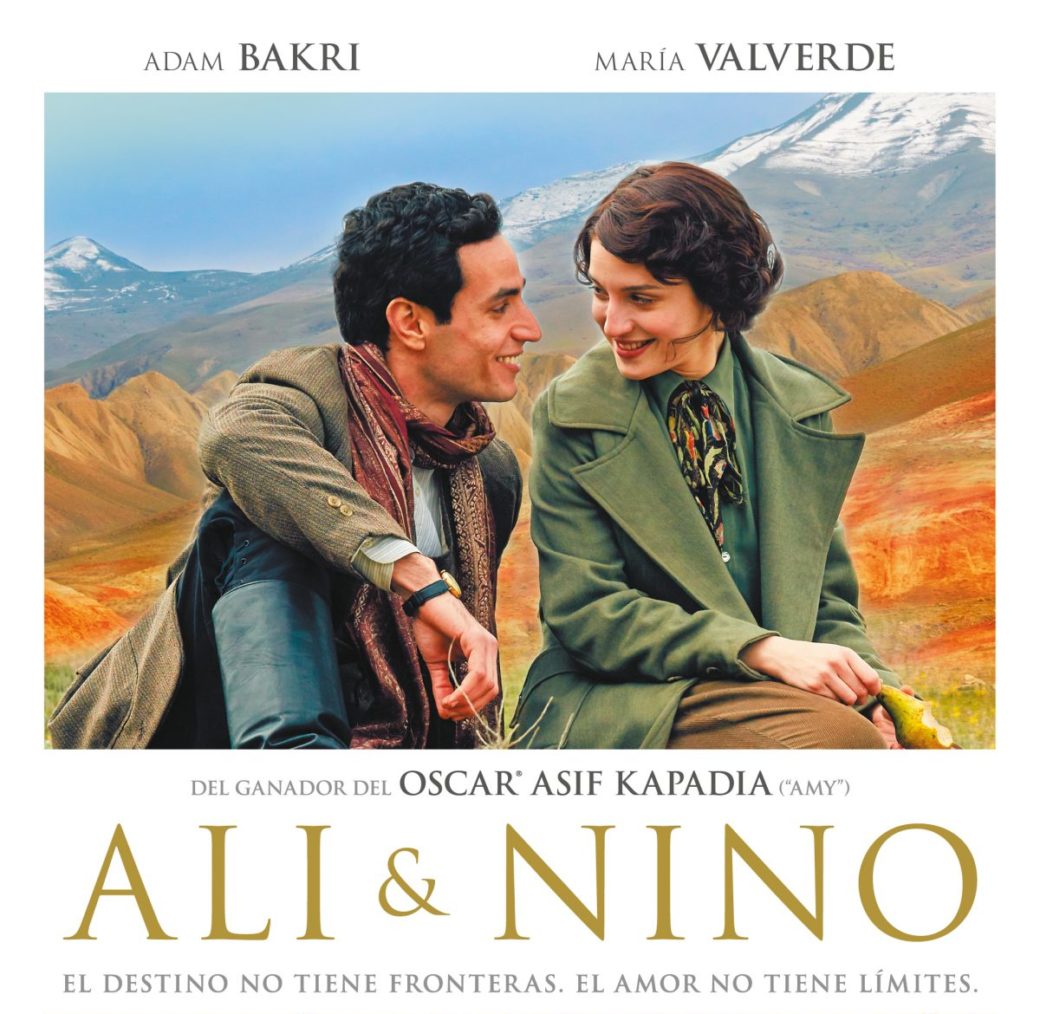 ADAM BAKRI MARÍA VALVERDE
DEL GANADOR DEL OSCAR® ASIF KAPADIA ("AMY")
ALI & NINO
EL DESTINO NO TIENE FRONTERAS. EL AMOR NO TIENE LÍMITES.